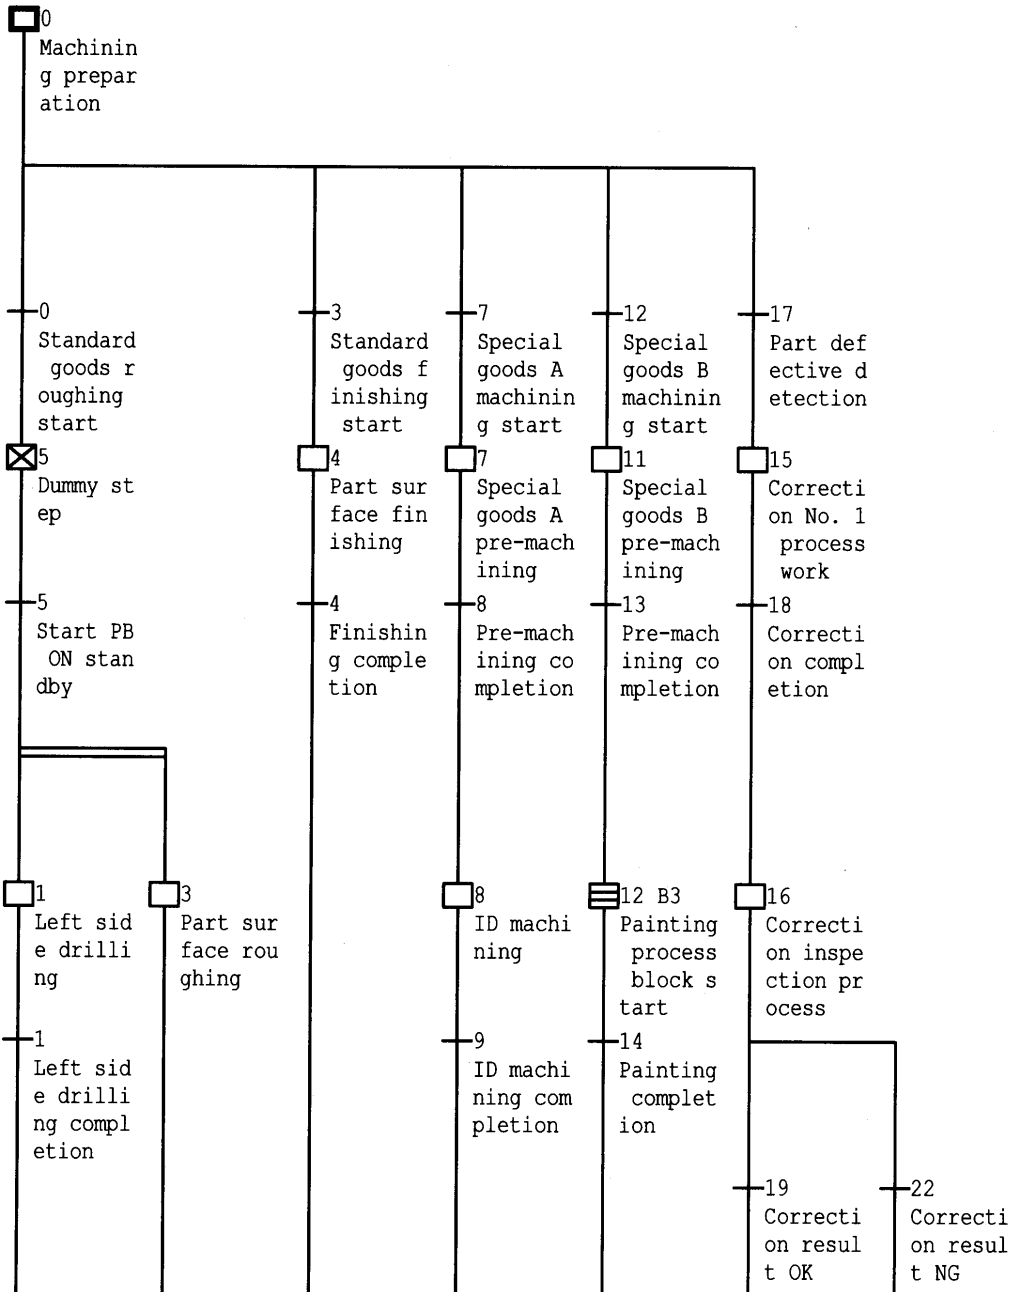 0
Machinin
g prepar
ation
0
Standard
goods r
oughing
start
3
Standard
goods f
inishing
start
7
Special
goods A
machinin
g start
12
Special
goods B
machinin
g start
17
Part def
ective d
etection
5
Dummy st
ep
4
Part sur
face fin
ishing
7
Special
goods A
pre-mach
ining
11
Special
goods B
pre-mach
ining
15
Correcti
on No. 1
process
work
5
Start PB
ON stan
dby
4
Finishin
g comple
tion
8
Pre-mach
ining co
mpletion
13
Pre-mach
ining co
mpletion
18
Correcti
on compl
etion
1
Left sid
e drilli
ng
3
Part sur
face rou
ghing
8
ID machi
ning
12 B3
Painting
process
block s
tart
16
Correcti
on inspe
ction pr
ocess
1
Left sid
e drilli
ng compl
etion
9
ID machi
ning com
pletion
14
Painting
complet
ion
19
Correcti
on resul
t OK
22
Correcti
on resul
t NG